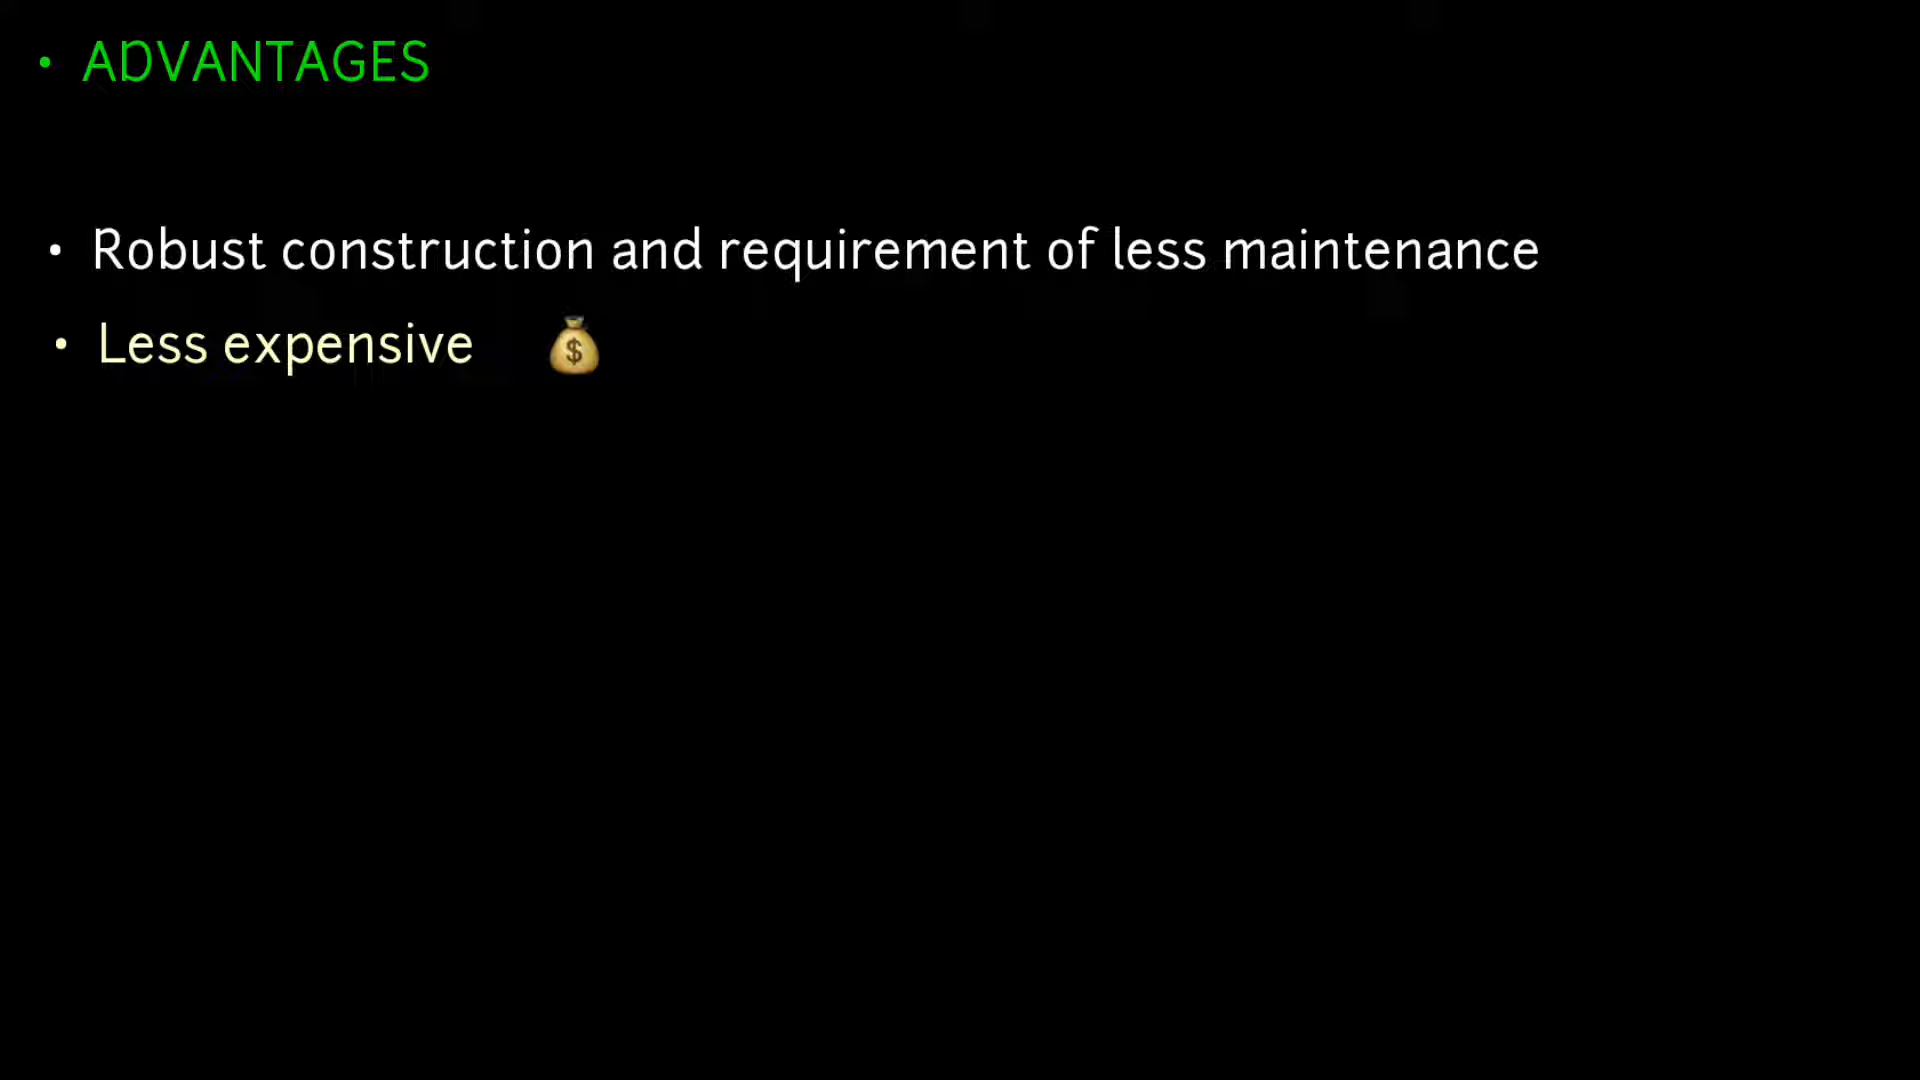 • ADVANTAGES
• Robust construction and requirement of less maintenance
• Less expensive 💰